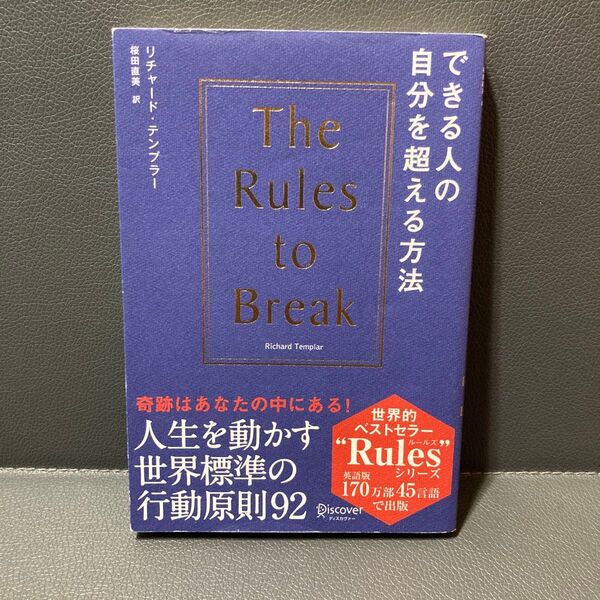 できる人の
自分を超える方法
リチャード・テンプラー
桜田直美 訳
The
Rules
to
Break
Richard Templar
奇跡はあなたの中にある!
人生を動かす
世界標準の
行動原則92
世界的
ベストセラー
ルールズ
“Rules”
シリーズ
英語版
170万部45言語
で出版
Discover
ディスカヴァー